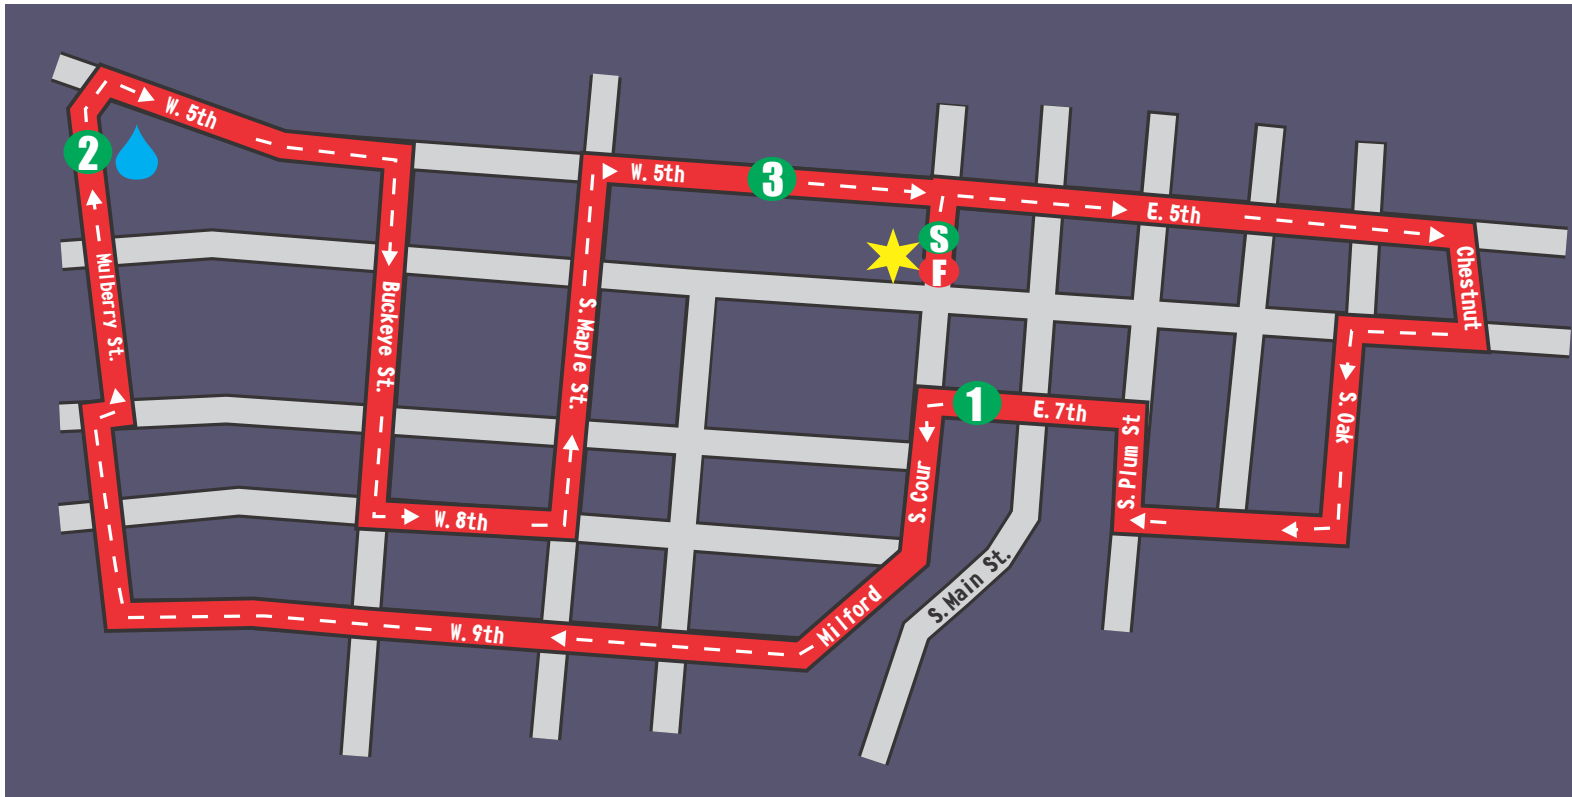 W. 5th
2
W. 5th
3
E. 5th
S
F
Chestnut
Mulberry St.
Buckeye St.
S. Maple St.
1
E. 7th
S. Oak
S. Plum St
S. Cour
W. 8th
S. Main St.
Milford
W. 9th